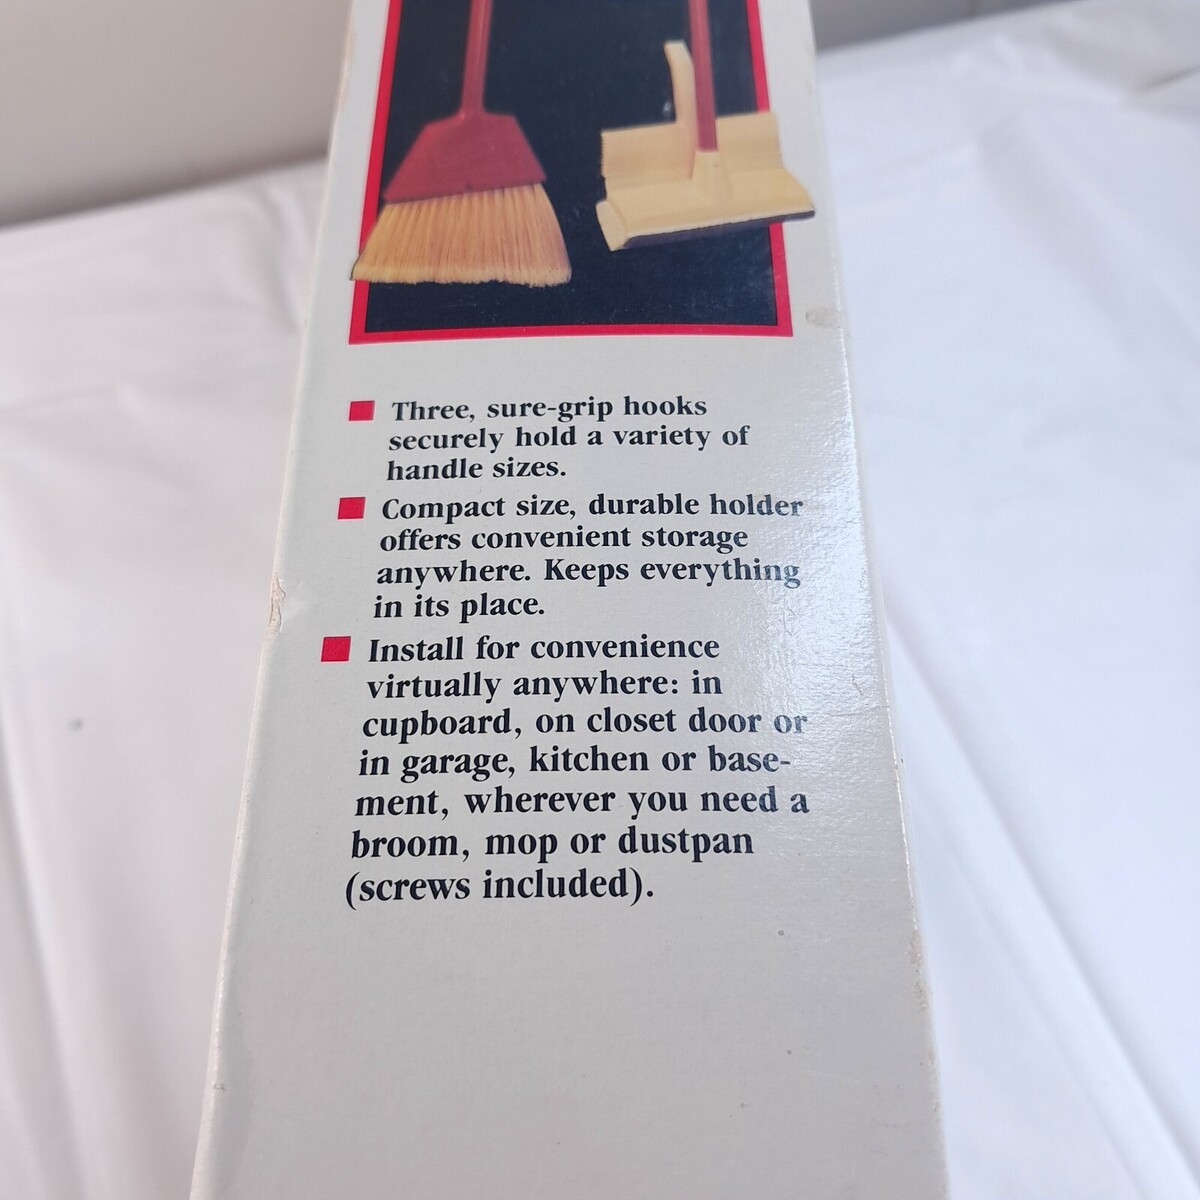 Three, sure-grip hooks
securely hold a variety of
handle sizes.
Compact size, durable holder
offers convenient storage
anywhere. Keeps everything
in its place.
Install for convenience
virtually anywhere: in
cupboard, on closet door or
in garage, kitchen or base-
ment, wherever you need a
broom, mop or dustpan
(screws included).